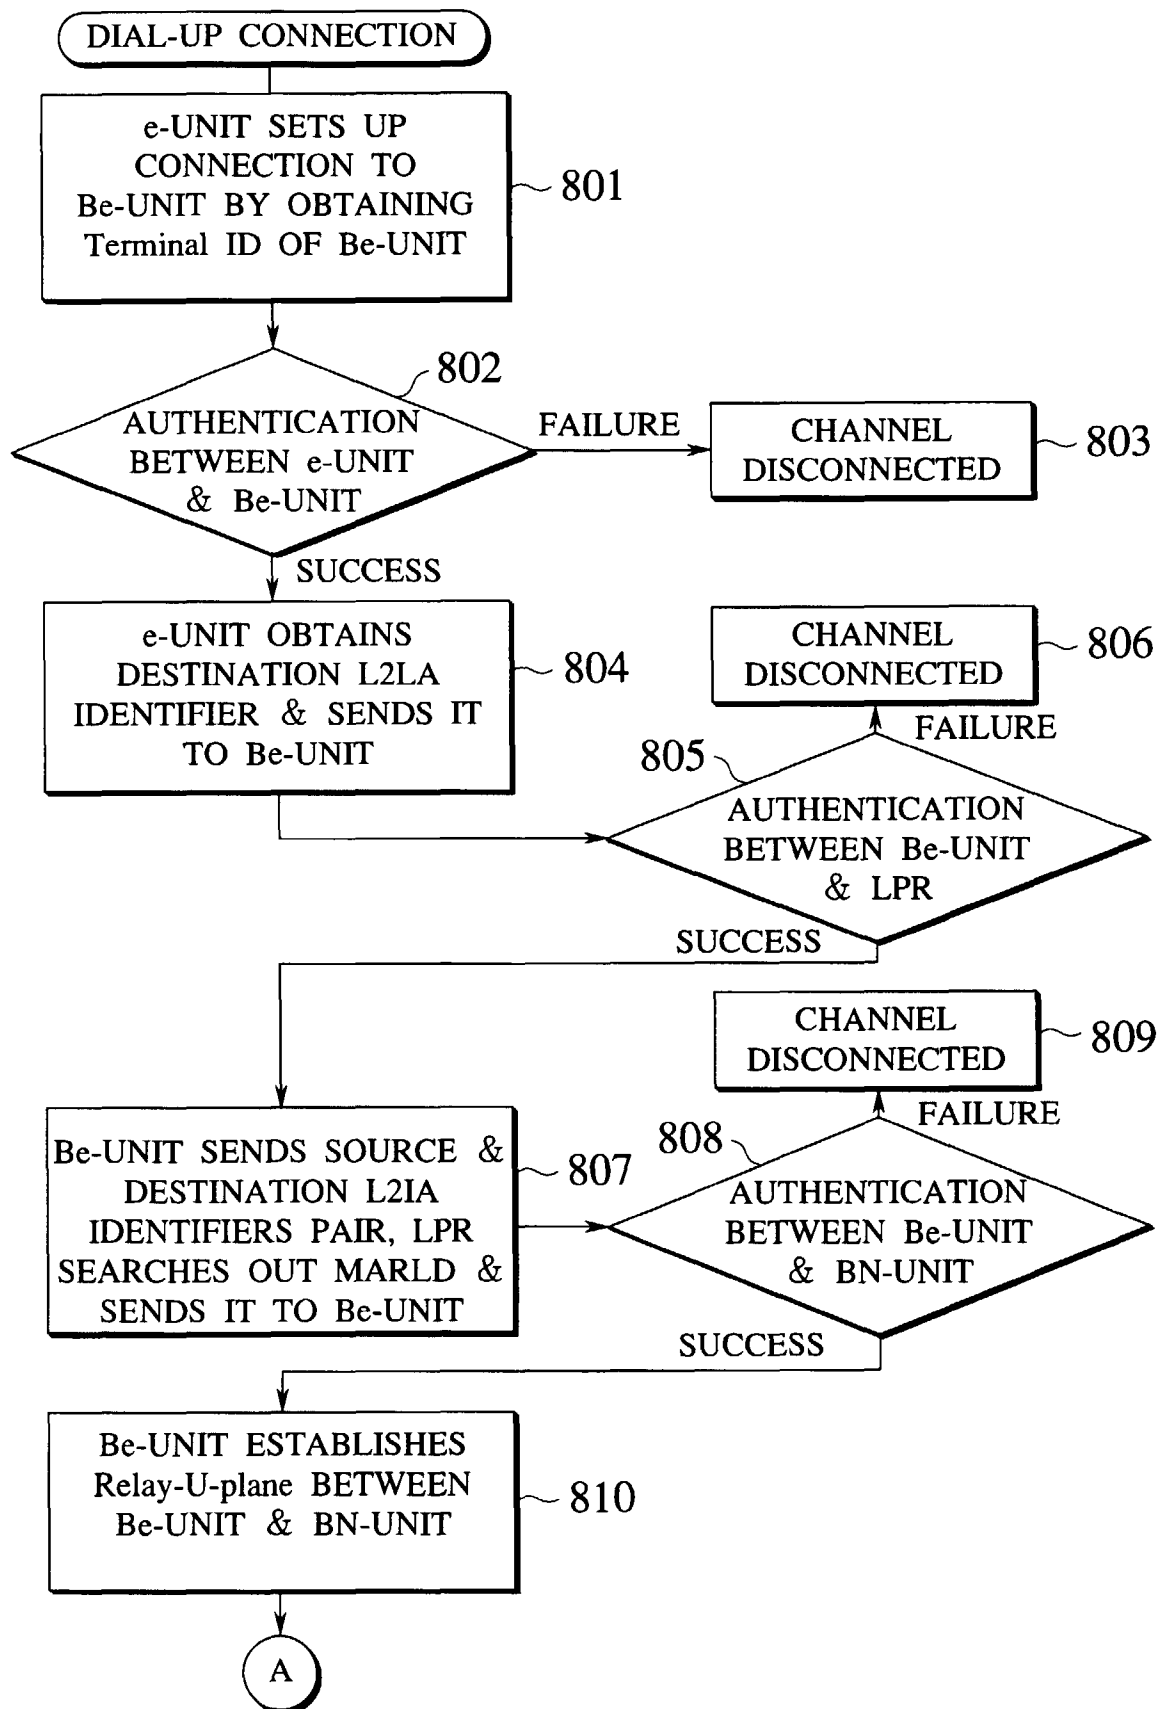 DIAL-UP CONNECTION
e-UNIT SETS UP
CONNECTION TO
Be-UNIT BY OBTAINING
Terminal ID OF Be-UNIT
801
802
AUTHENTICATION
BETWEEN e-UNIT
& Be-UNIT
FAILURE
CHANNEL
DISCONNECTED
803
SUCCESS
e-UNIT OBTAINS
DESTINATION L2LA
IDENTIFIER & SENDS IT
TO Be-UNIT
804
CHANNEL
DISCONNECTED
806
FAILURE
805
AUTHENTICATION
BETWEEN Be-UNIT
& LPR
SUCCESS
CHANNEL
DISCONNECTED
809
FAILURE
Be-UNIT SENDS SOURCE &
DESTINATION L2IA
IDENTIFIERS PAIR, LPR
SEARCHES OUT MARLD &
SENDS IT TO Be-UNIT
807
808
AUTHENTICATION
BETWEEN Be-UNIT
& BN-UNIT
SUCCESS
Be-UNIT ESTABLISHES
Relay-U-plane BETWEEN
Be-UNIT & BN-UNIT
810
A